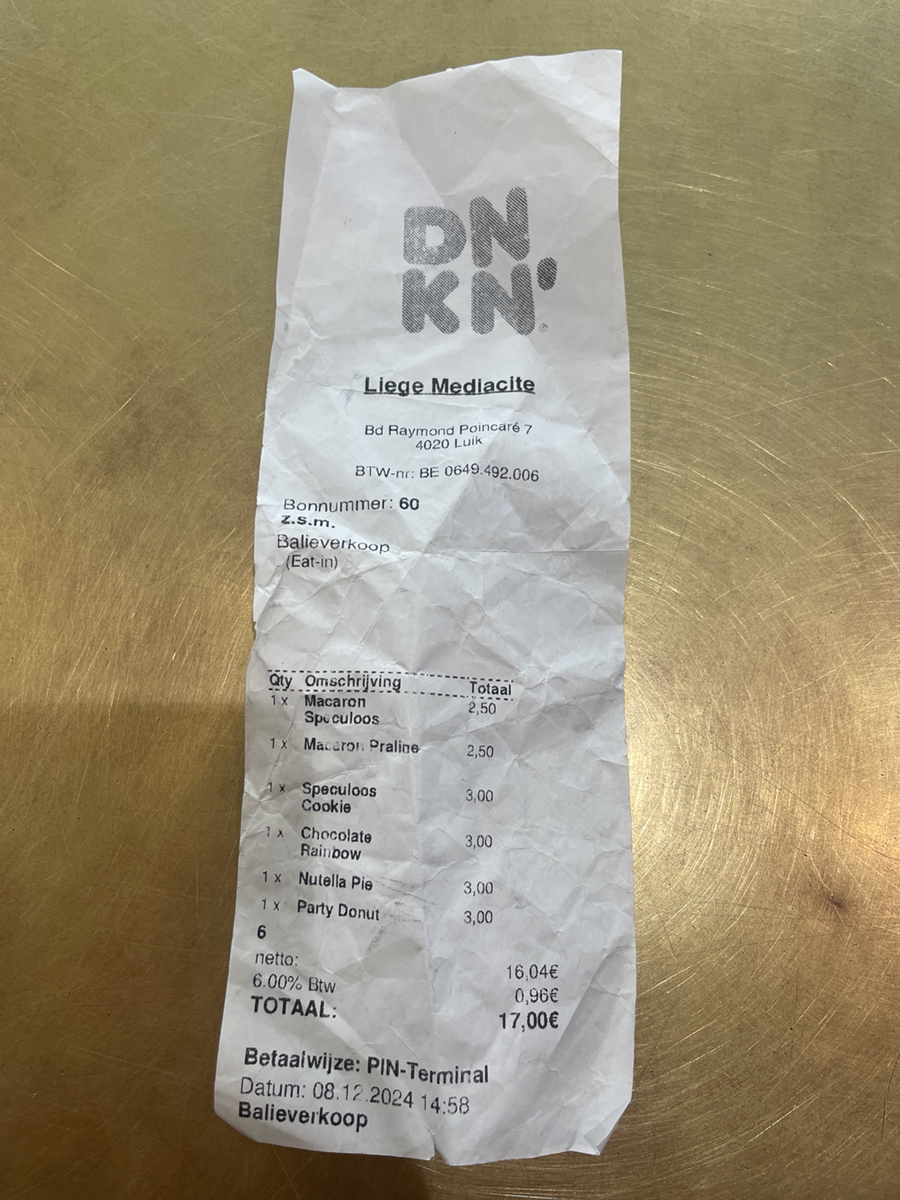 DN
KN'
Liege Mediacite
Bd Raymond Poincaré 7
4020 Luik
BTW-nr: BE 0649.492.006
Bonnummer: 60
z.s.m.
Balieverkoop
(Eat-in)
Qty Omschrijving Totaal
1 x Macaron 2,50
Speculoos
1 x Macaron Praline 2,50
1 x Speculoos 3,00
Cookie
1 x Chocolate 3,00
Rainbow
1 x Nutella Pie 3,00
1 x Party Donut 3,00
6
netto: 16,04€
6.00% Btw 0,96€
TOTAAL: 17,00€
Betaalwijze: PIN-Terminal
Datum: 08.12.2024 14:58
Balieverkoop